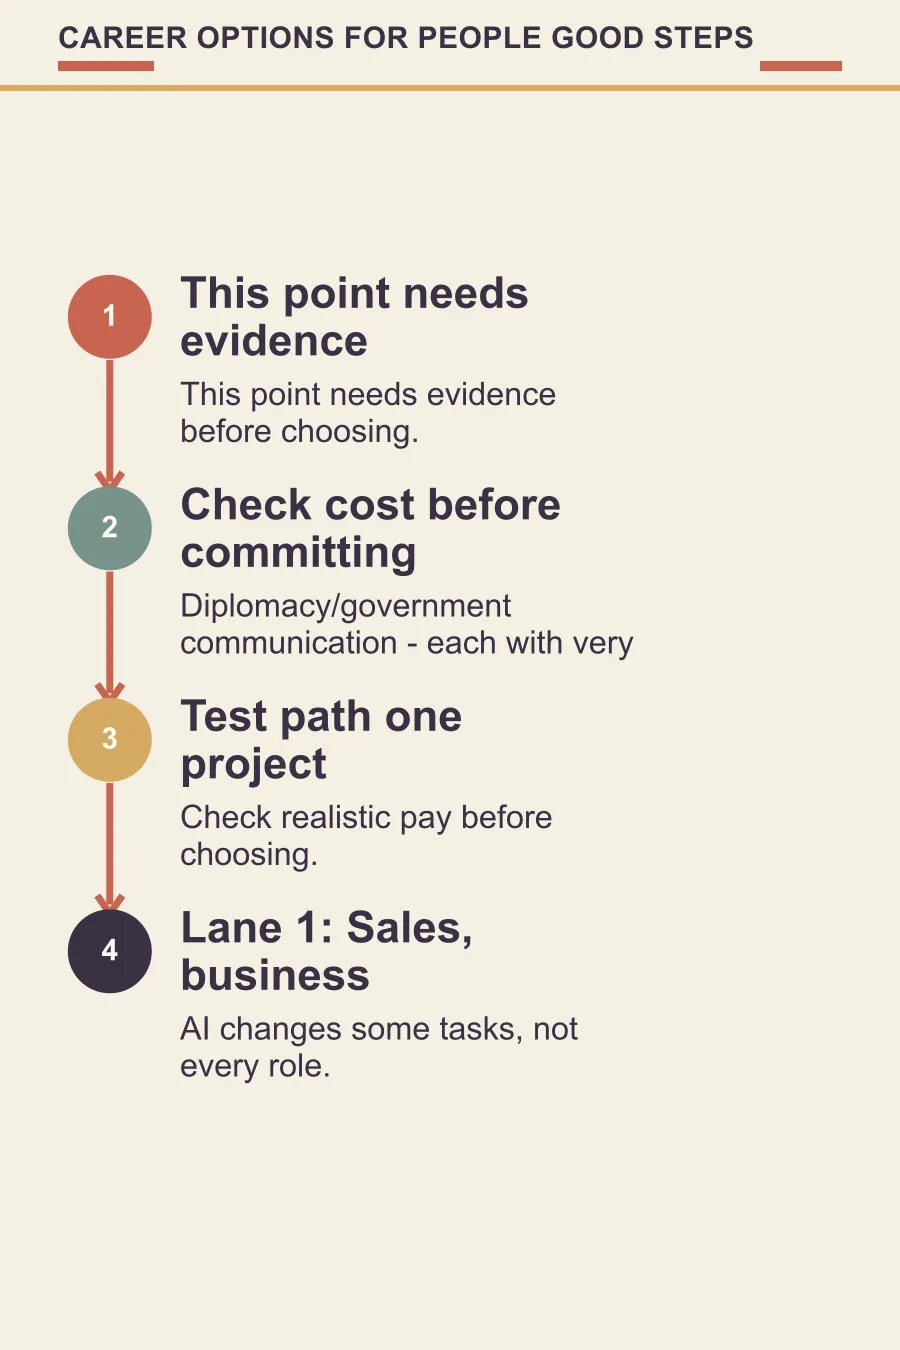 CAREER OPTIONS FOR PEOPLE GOOD STEPS
1
This point needs
evidence
This point needs evidence
before choosing.
2
Check cost before
committing
Diplomacy/government
communication - each with very
3
Test path one
project
Check realistic pay before
choosing.
4
Lane 1: Sales,
business
AI changes some tasks, not
every role.